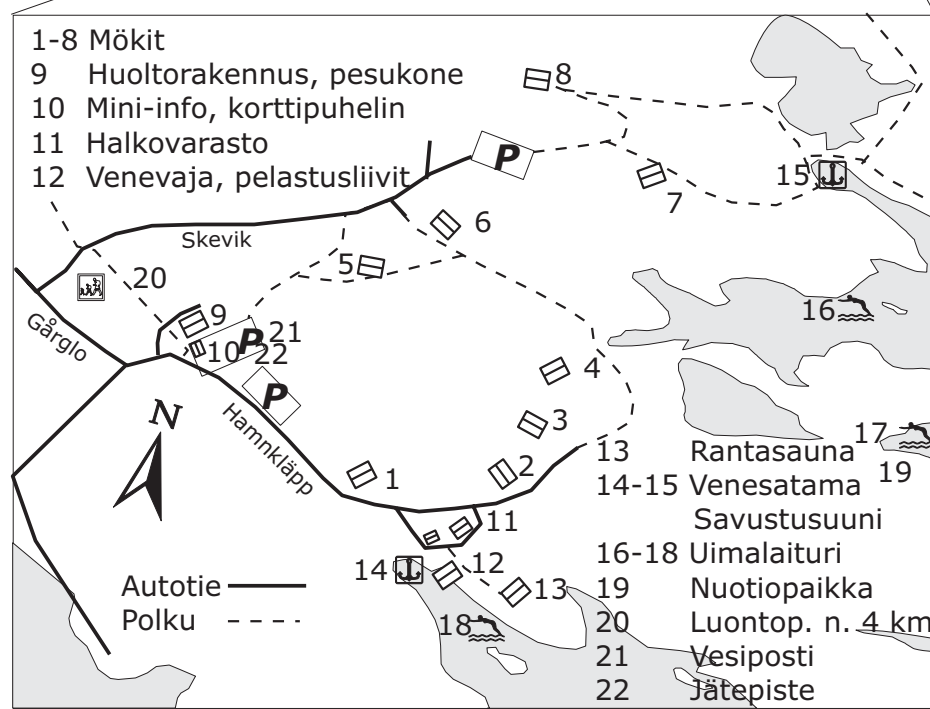 1-8 Mökit
9 Huoltorakennus, pesukone
10 Mini-info, korttipuhelin
11 Halkovarasto
12 Venevaja, pelastusliivit
8
P
15
7
6
Skevik
5
20
16
9
21
P
10
22
Gårglo
4
P
N
Hamnkläpp
3
17
13 Rantasauna
19
1
2
14-15 Venesatama
Savustusuuni
11
16-18 Uimalaituri
12
14
13
Autotie
19 Nuotiopaikka
Polku
18
20 Luontop. n. 4 km
21 Vesiposti
22 Jätepiste